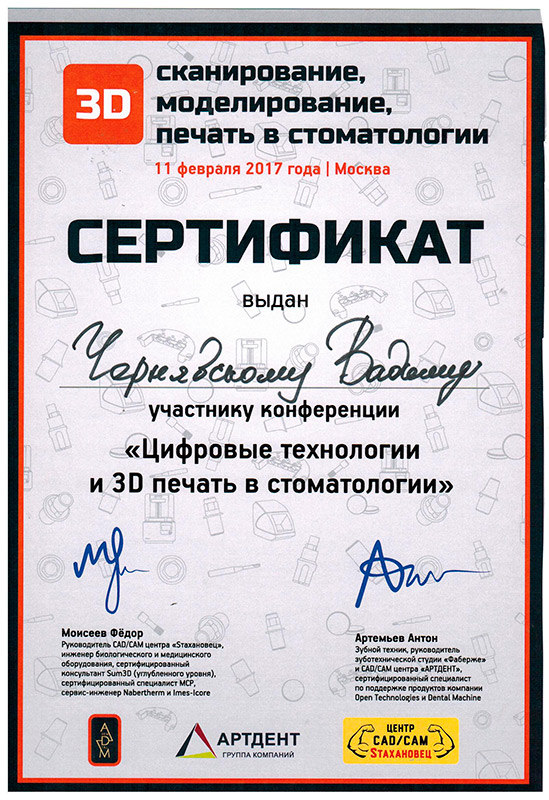 3D
сканирование,
моделирование,
печать в стоматологии
11 февраля 2017 года | Москва
СЕРТИФИКАТ
выдан
Чернявскому Вадиму
участнику конференции
«Цифровые технологии
и 3D печать в стоматологии»
Моисеев Фёдор
Руководитель CAD/CAM центра «Stахановец»,
инженер биологического и медицинского
оборудования, сертифицированный
консультант Sum3D (углубленного уровня),
сертифицированный специалист MCP,
сервис-инженер Nabertherm и Imes-Icore
Артемьев Антон
Зубной техник, руководитель
зуботехнической студии «Фаберже»
и CAD/CAM центра «АРТДЕНТ»,
сертифицированный специалист
по поддержке продуктов компании
Open Technologies и Dental Machine
ADM
АРТДЕНТ
ГРУППА КОМПАНИЙ
ЦЕНТР
CAD/CAM
SТАХАНОВЕЦ